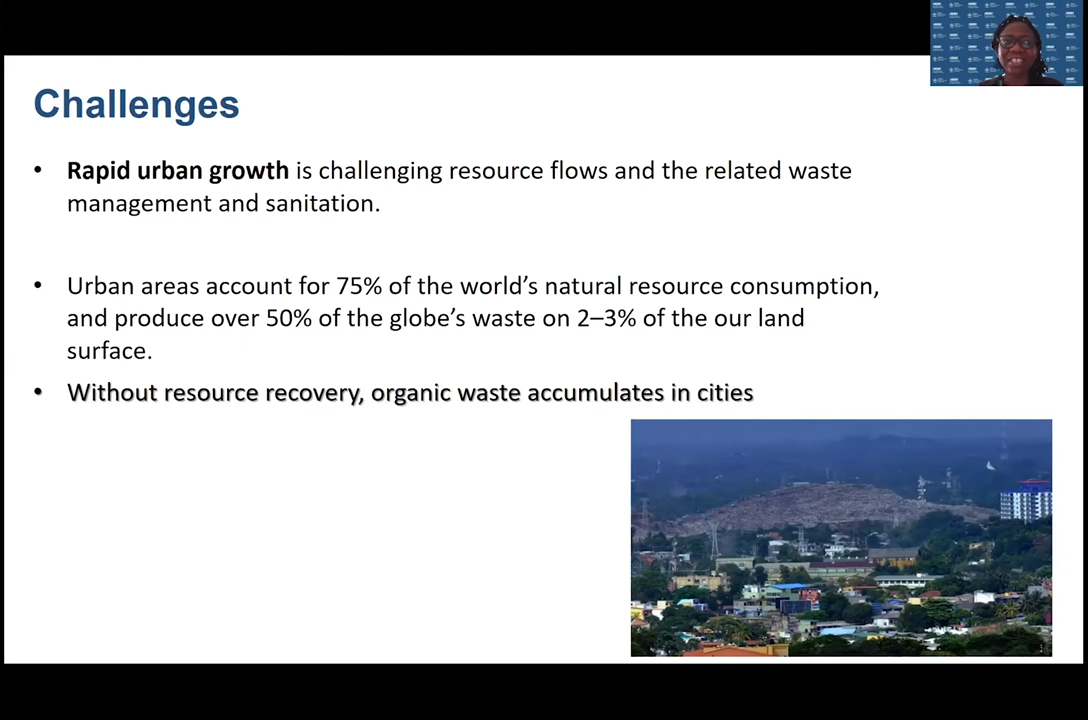 Challenges
• Rapid urban growth is challenging resource flows and the related waste
management and sanitation.
• Urban areas account for 75% of the world’s natural resource consumption,
and produce over 50% of the globe’s waste on 2–3% of the our land
surface.
• Without resource recovery, organic waste accumulates in cities